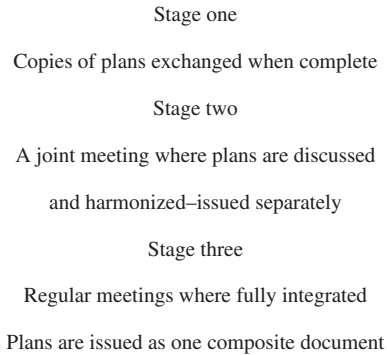 Stage one
Copies of plans exchanged when complete
Stage two
A joint meeting where plans are discussed
and harmonized–issued separately
Stage three
Regular meetings where fully integrated
Plans are issued as one composite document